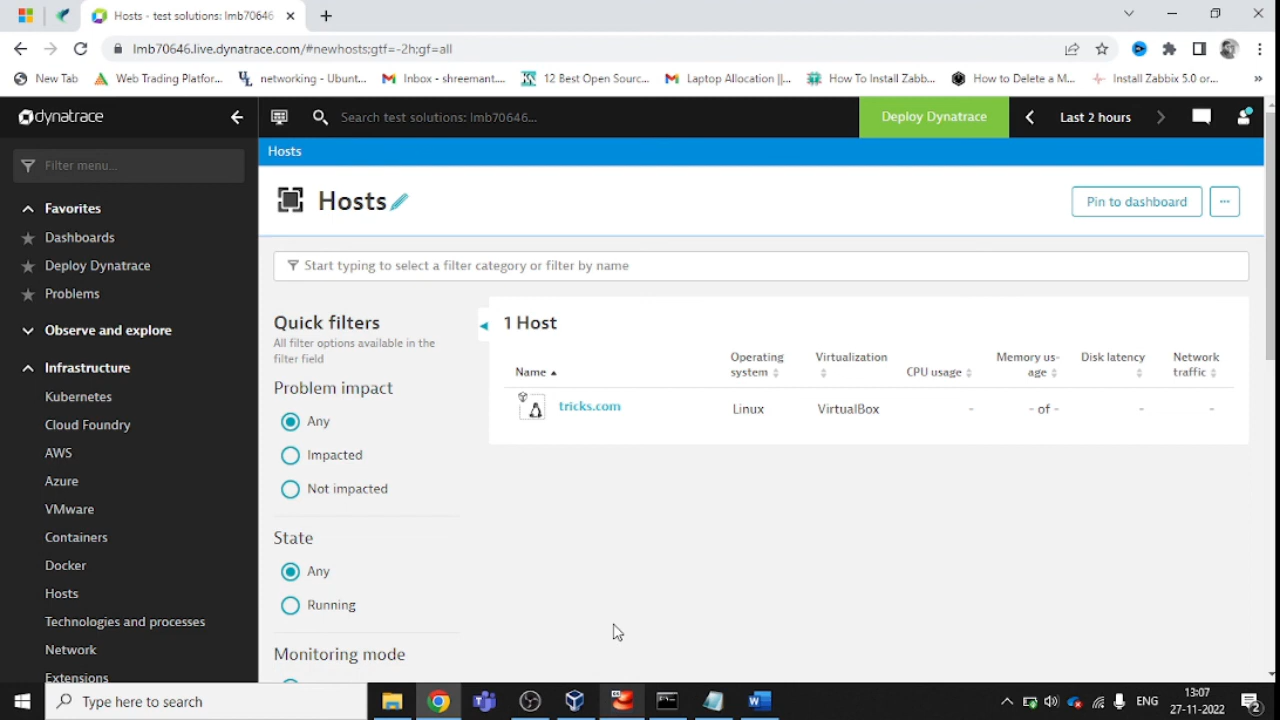 Hosts - test solutions: lmb70646
lmb70646.live.dynatrace.com/#newhosts;gtf=-2h;gf=all
New Tab
Web Trading Platfor...
networking - Ubunt...
Inbox - shreemant....
12 Best Open Sourc...
Laptop Allocation ||...
How To Install Zabb...
How to Delete a M...
Install Zabbix 5.0 or...
»
dynatrace
Search test solutions: lmb70646...
Deploy Dynatrace
Last 2 hours
Filter menu...
Hosts
Favorites
Dashboards
Deploy Dynatrace
Problems
Observe and explore
Infrastructure
Kubernetes
Cloud Foundry
AWS
Azure
VMware
Containers
Docker
Hosts
Technologies and processes
Network
Extensions
Hosts
Pin to dashboard
...
Start typing to select a filter category or filter by name
Quick filters
All filter options available in the
filter field
Problem impact
Any
Impacted
Not impacted
State
Any
Running
Monitoring mode
1 Host
Name
Operating
system
Virtualization
CPU usage
Memory us-
age
Disk latency
Network
traffic
tricks.com
Linux
VirtualBox
-
- of -
-
-
Type here to search
ENG
13:07
27-11-2022
2